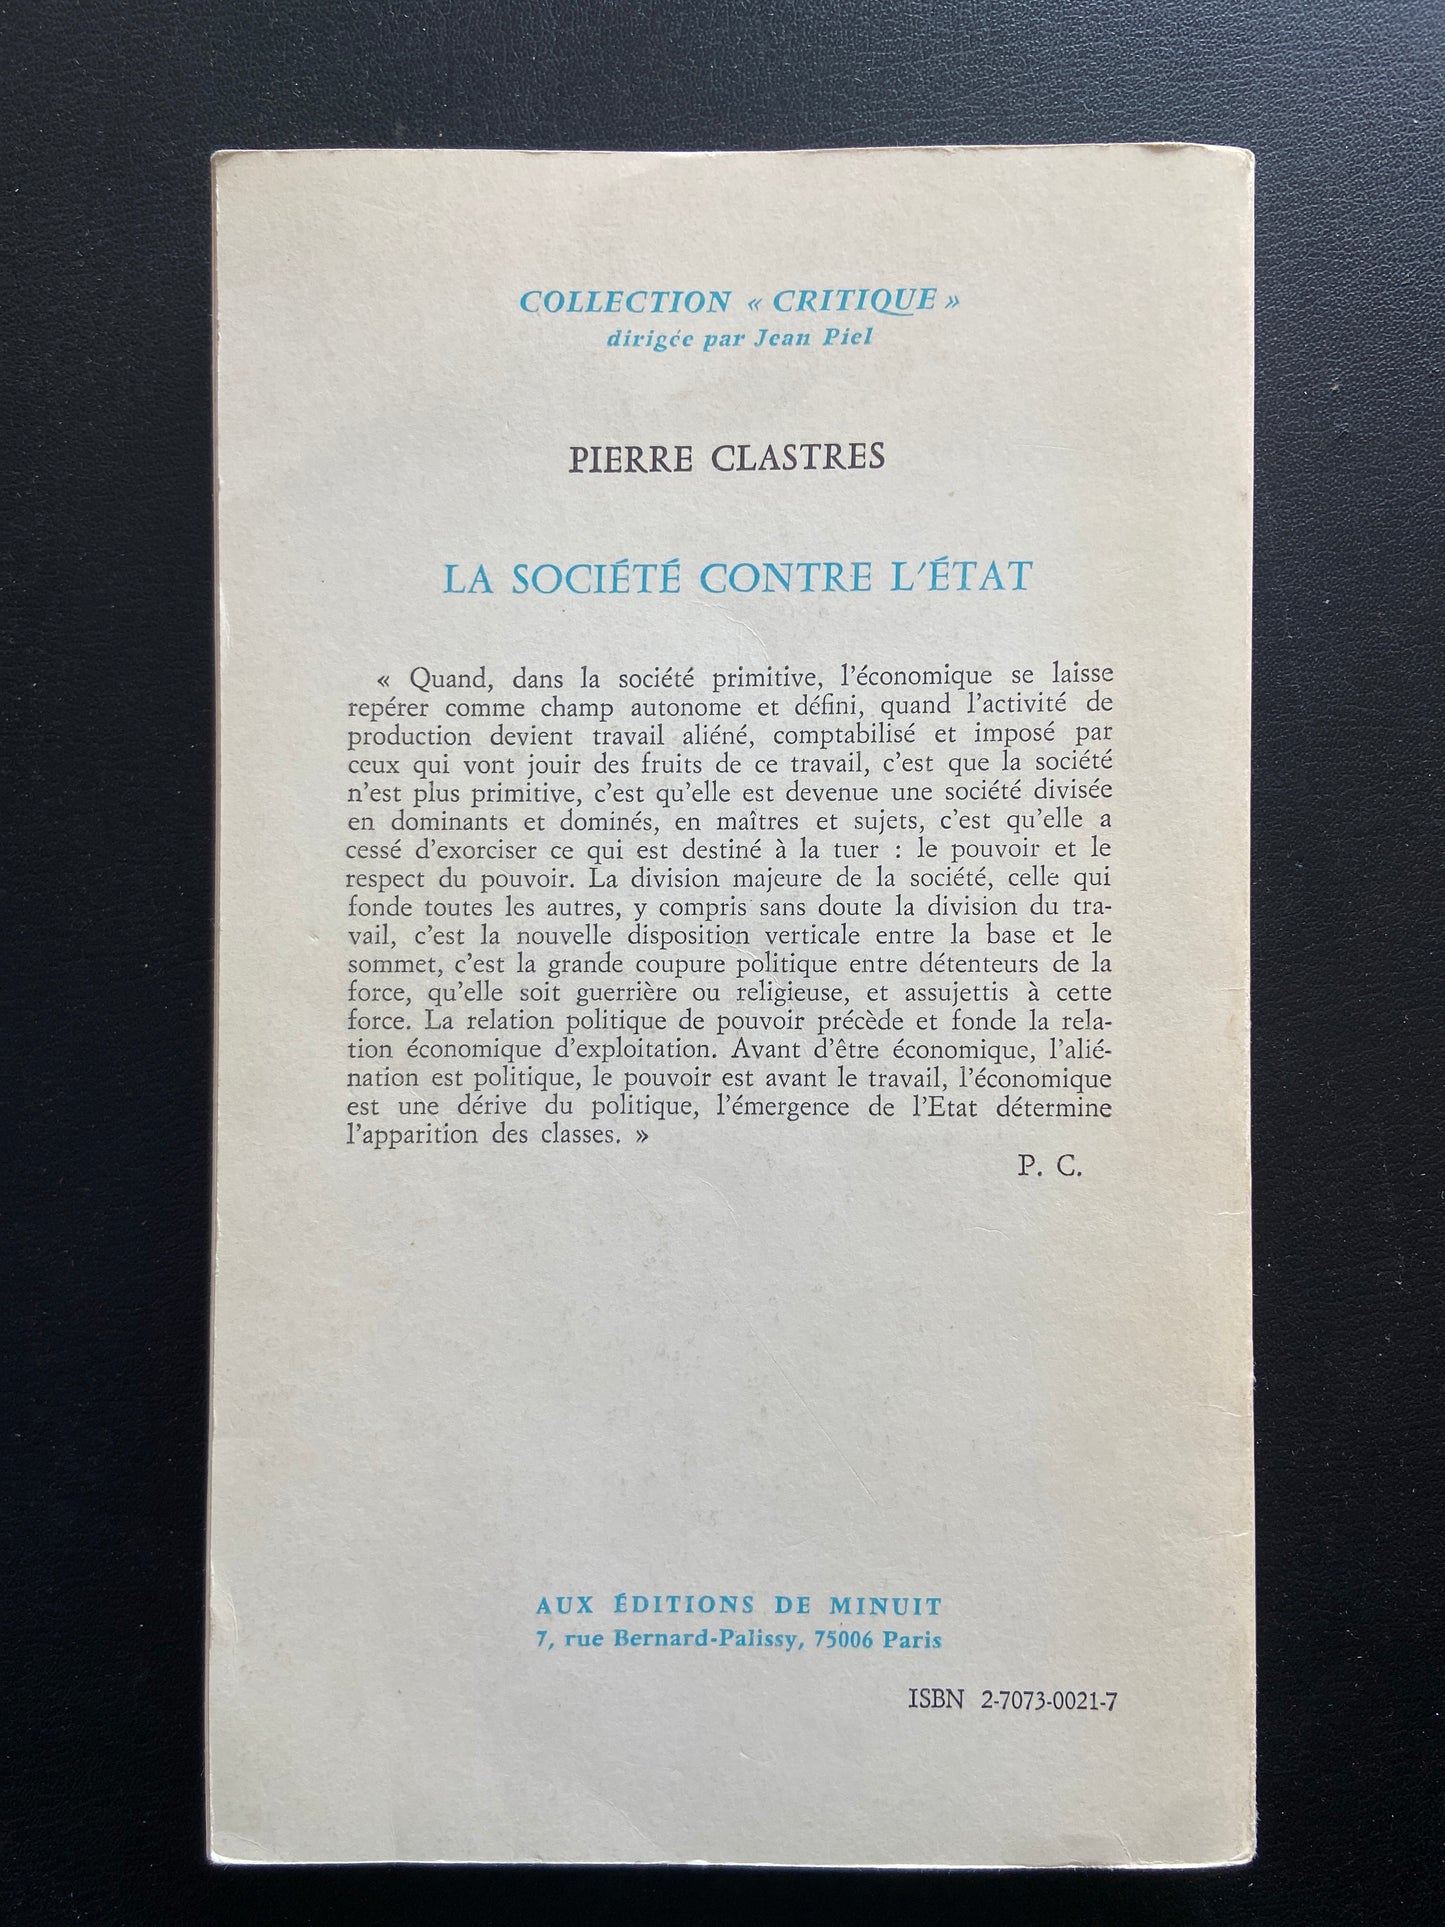 COLLECTION « CRITIQUE »
dirigée par Jean Piel
PIERRE CLASTRES
LA SOCIÉTÉ CONTRE L'ÉTAT
« Quand, dans la société primitive, l'économique se laisse
repérer comme champ autonome et défini, quand l'activité de
production devient travail aliéné, comptabilisé et imposé par
ceux qui vont jouir des fruits de ce travail, c'est que la société
n'est plus primitive, c'est qu'elle est devenue une société divisée
en dominants et dominés, en maîtres et sujets, c'est qu'elle a
cessé d'exorciser ce qui est destiné à la tuer : le pouvoir et le
respect du pouvoir. La division majeure de la société, celle qui
fonde toutes les autres, y compris sans doute la division du tra-
vail, c'est la nouvelle disposition verticale entre la base et le
sommet, c'est la grande coupure politique entre détenteurs de la
force, qu'elle soit guerrière ou religieuse, et assujettis à cette
force. La relation politique de pouvoir précède et fonde la rela-
tion économique d'exploitation. Avant d'être économique, l'alié-
nation est politique, le pouvoir est avant le travail, l'économique
est une dérive du politique, l'émergence de l'Etat détermine
l'apparition des classes. »
P. C.
AUX ÉDITIONS DE MINUIT
7, rue Bernard-Palissy, 75006 Paris
ISBN 2-7073-0021-7